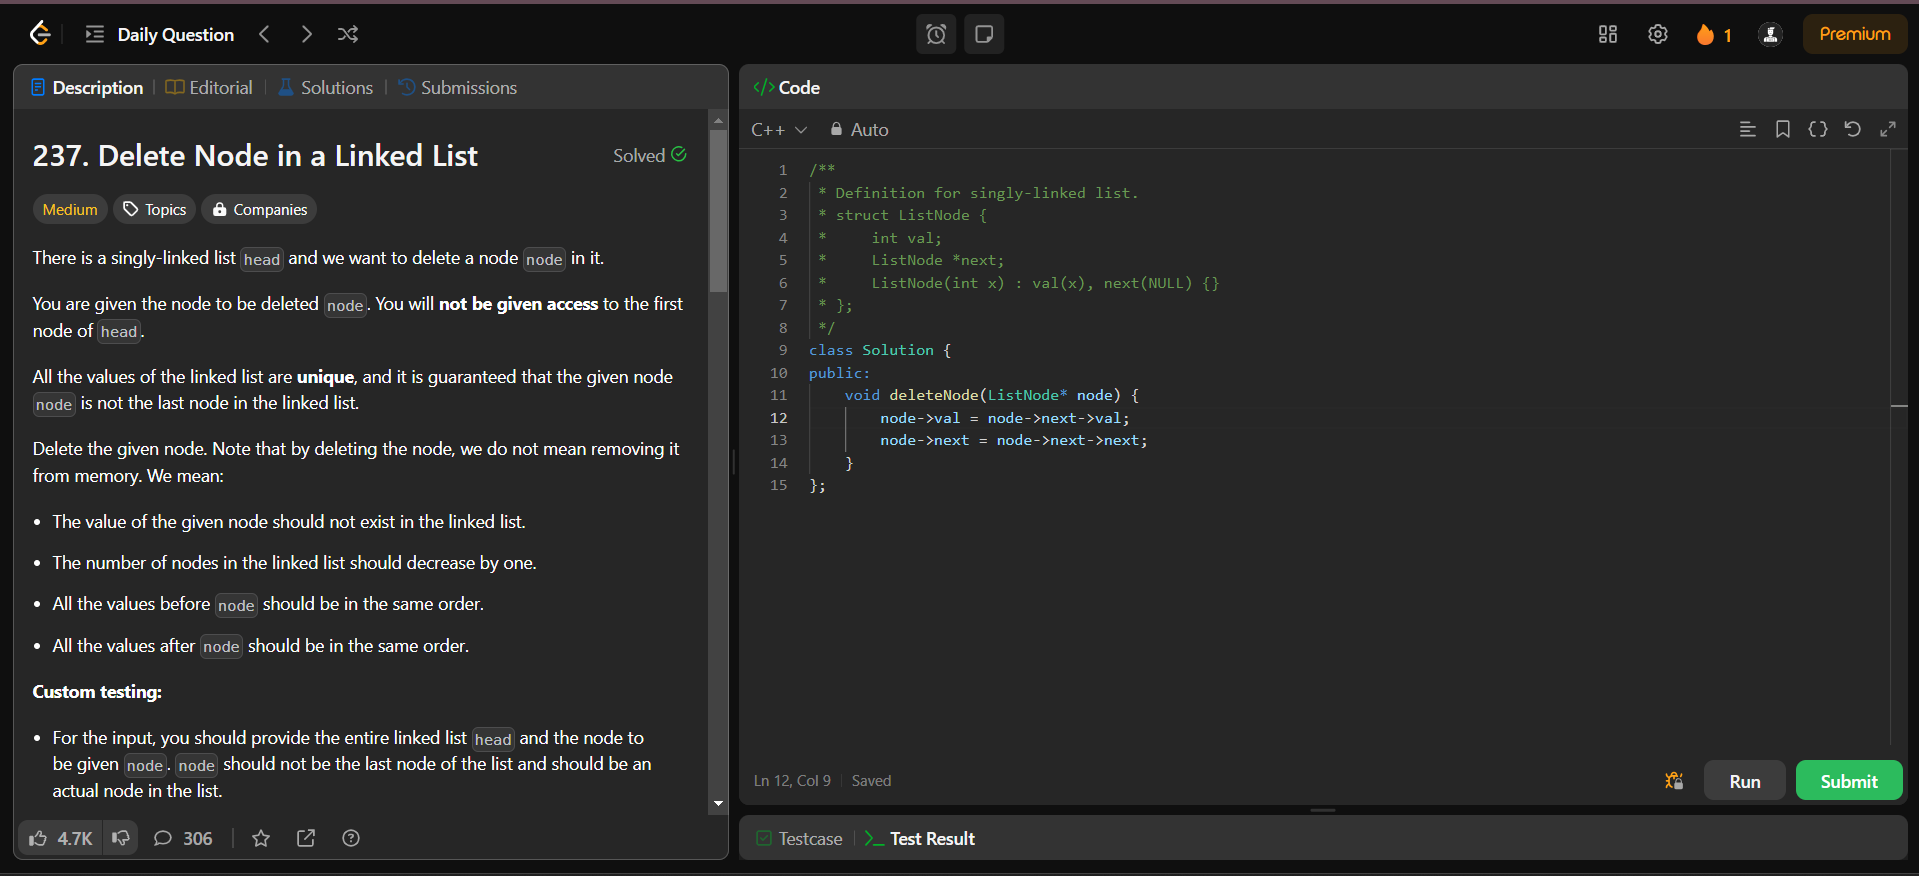 Daily Question
1
Premium
Description
Editorial
Solutions
Submissions
237. Delete Node in a Linked List
Solved
Medium
Topics
Companies
There is a singly-linked list head and we want to delete a node node in it.
You are given the node to be deleted node. You will not be given access to the first
node of head.
All the values of the linked list are unique, and it is guaranteed that the given node
node is not the last node in the linked list.
Delete the given node. Note that by deleting the node, we do not mean removing it
from memory. We mean:
• The value of the given node should not exist in the linked list.
• The number of nodes in the linked list should decrease by one.
• All the values before node should be in the same order.
• All the values after node should be in the same order.
Custom testing:
• For the input, you should provide the entire linked list head and the node to
be given node. node should not be the last node of the list and should be an
actual node in the list.
4.7K
306
</> Code
C++
Auto
1 /**
2  * Definition for singly-linked list.
3  * struct ListNode {
4  *     int val;
5  *     ListNode *next;
6  *     ListNode(int x) : val(x), next(NULL) {}
7  * };
8  */
9 class Solution {
10 public:
11     void deleteNode(ListNode* node) {
12         node->val = node->next->val;
13         node->next = node->next->next;
14     }
15 };
Ln 12, Col 9
Saved
Run
Submit
Testcase
Test Result